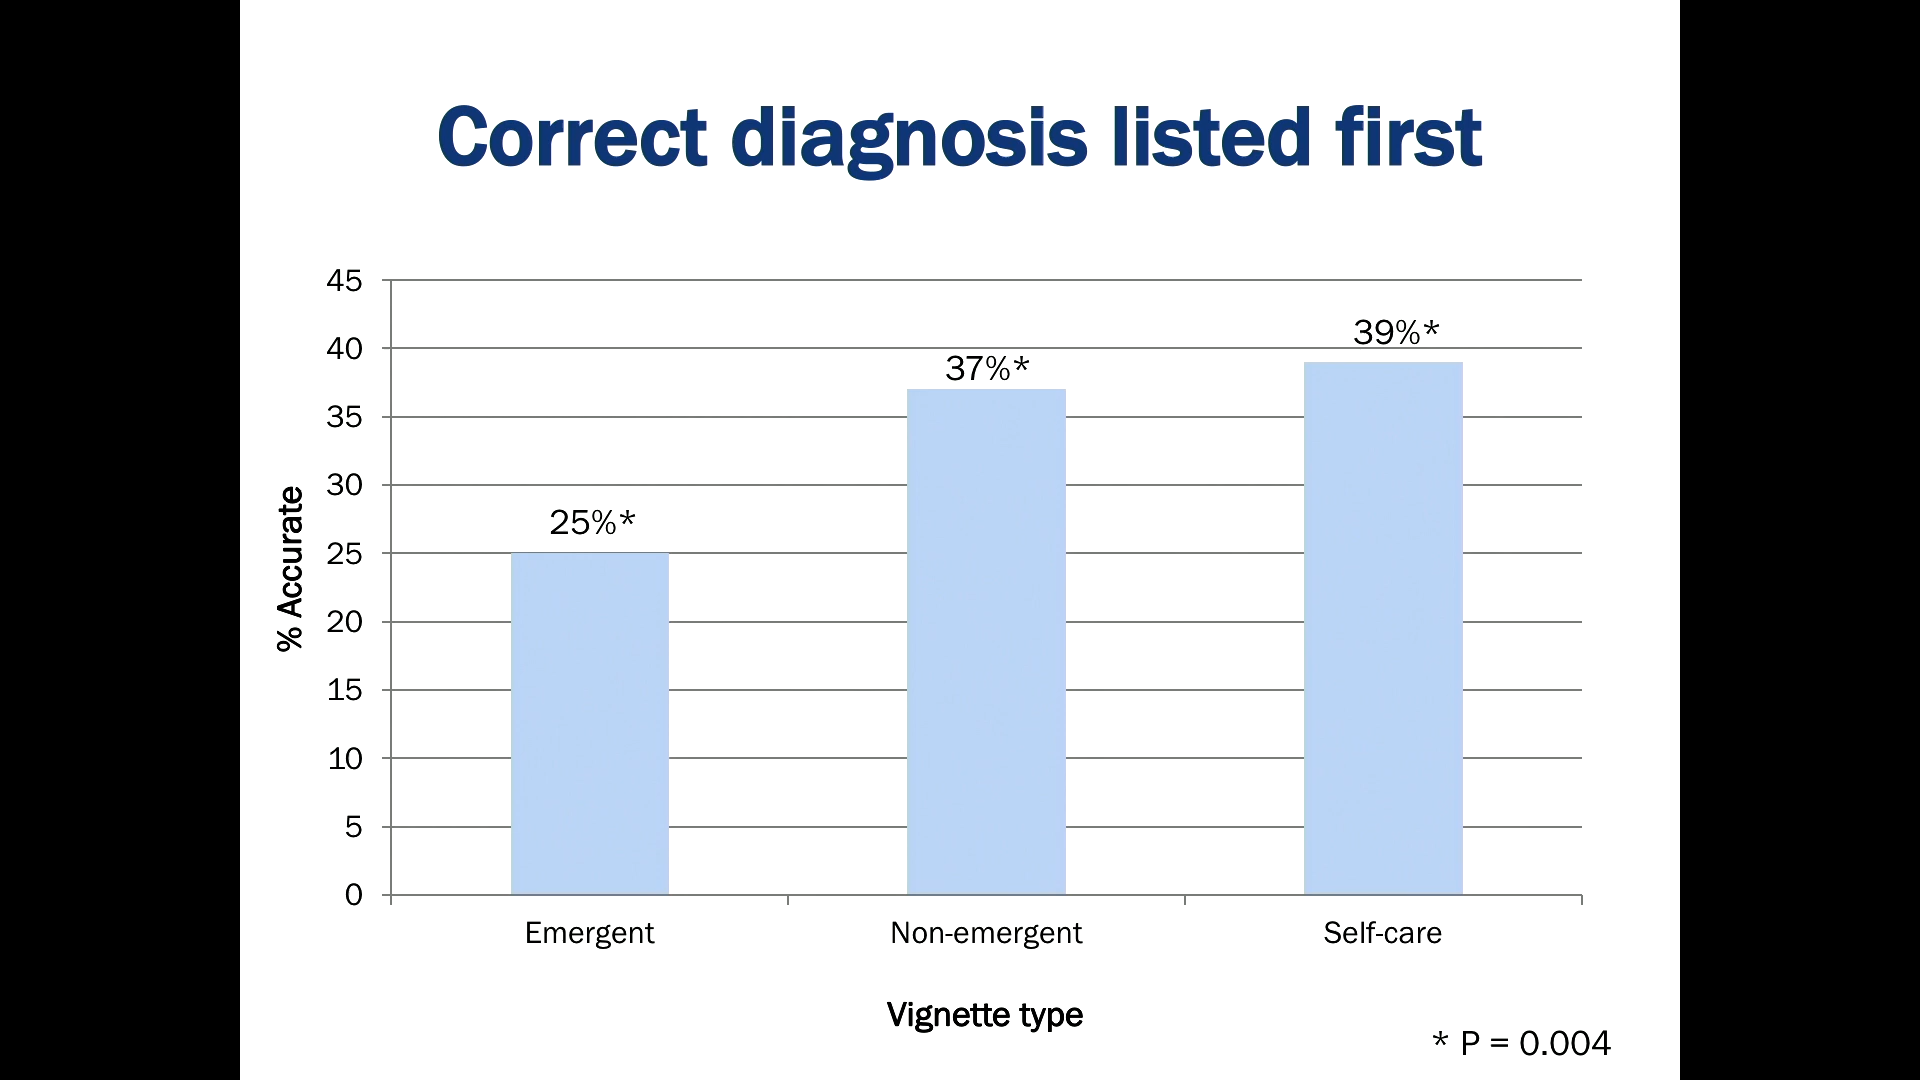 Correct diagnosis listed first
45
40
35
30
25
20
15
10
5
0
% Accurate
25%*
37%*
39%*
Emergent
Non-emergent
Self-care
Vignette type
* P = 0.004